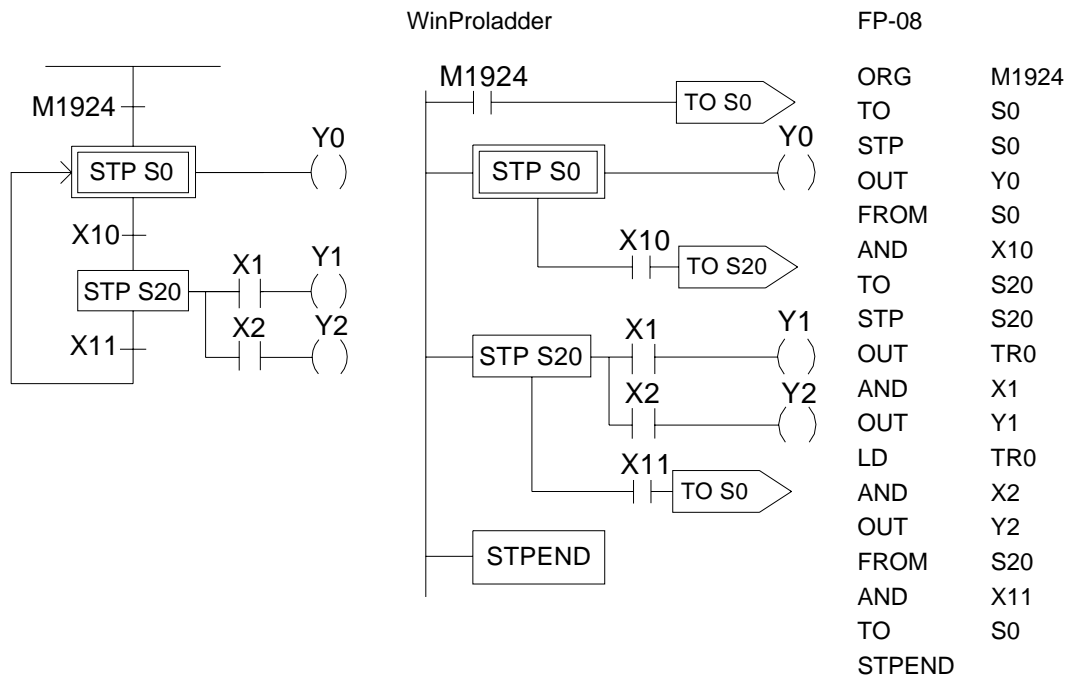 WinProladder
FP-08
M1924
STP S0
Y0
X10
STP S20
X1
Y1
X2
Y2
X11
M1924
TO S0
STP S0
Y0
X10
TO S20
STP S20
X1
Y1
X2
Y2
X11
TO S0
STPEND
ORG M1924
TO S0
STP S0
OUT Y0
FROM S0
AND X10
TO S20
STP S20
OUT TR0
AND X1
OUT Y1
LD TR0
AND X2
OUT Y2
FROM S20
AND X11
TO S0
STPEND